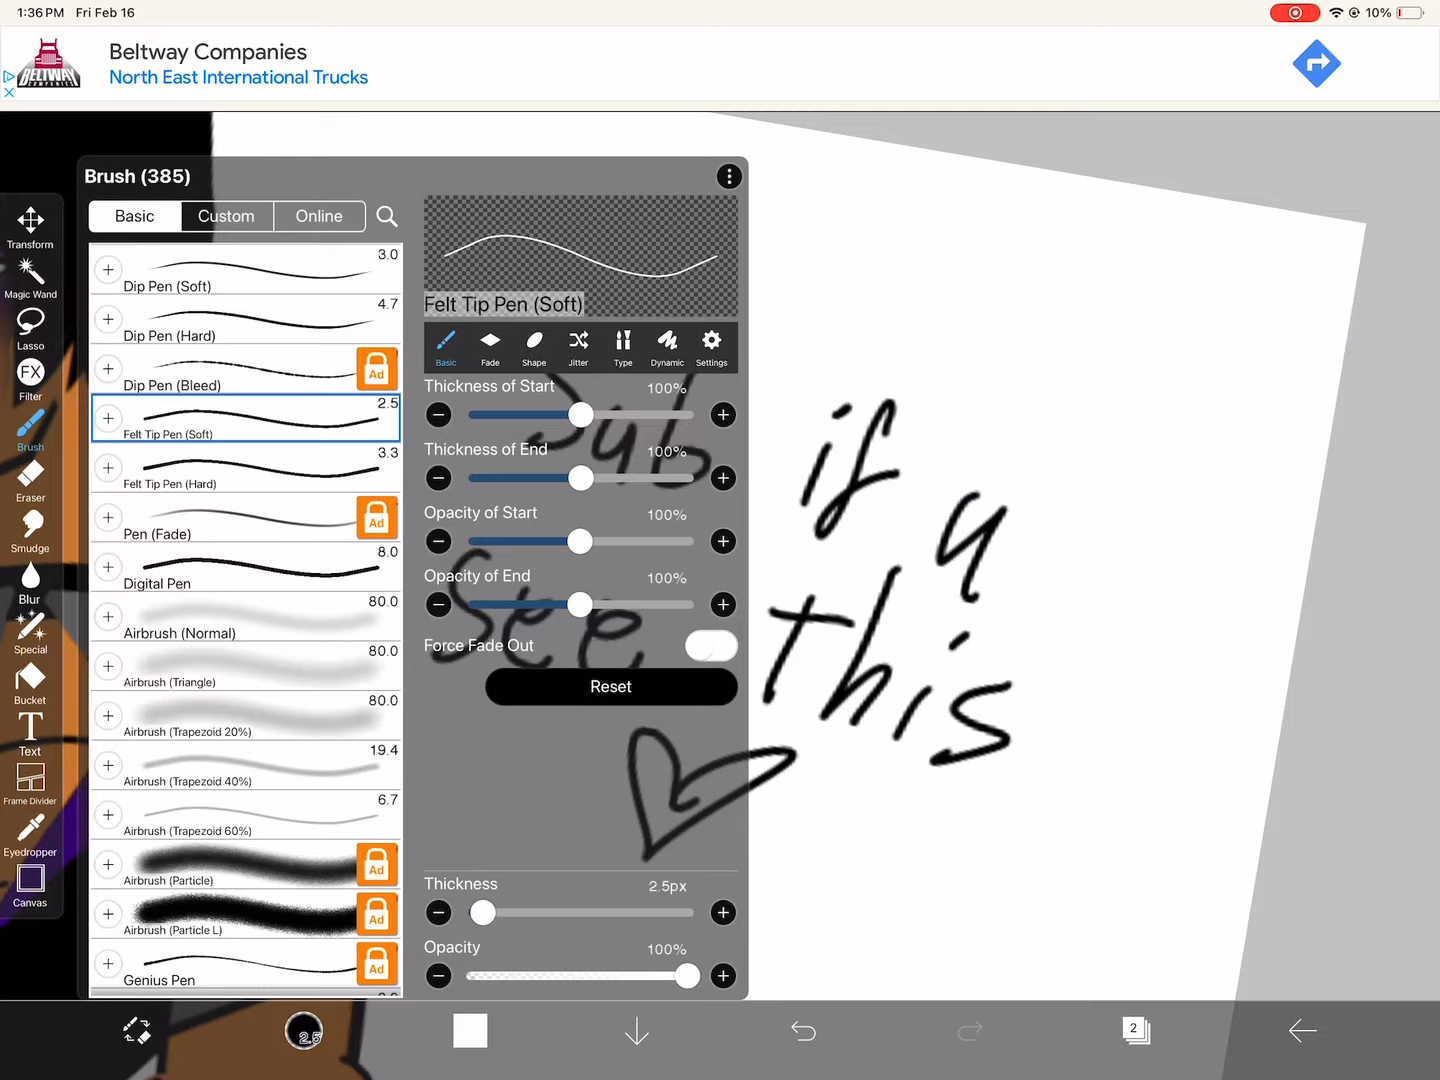 1:36 PM Fri Feb 16
10%
Beltway Companies
North East International Trucks
BELTWAY
COMPANIES
Brush (385)
Basic Custom Online
3.0
Dip Pen (Soft)
4.7
Dip Pen (Hard)
Dip Pen (Bleed)
Ad
2.5
Felt Tip Pen (Soft)
3.3
Felt Tip Pen (Hard)
Pen (Fade)
Ad
8.0
Digital Pen
80.0
Airbrush (Normal)
80.0
Airbrush (Triangle)
80.0
Airbrush (Trapezoid 20%)
19.4
Airbrush (Trapezoid 40%)
6.7
Airbrush (Trapezoid 60%)
Airbrush (Particle)
Ad
Airbrush (Particle L)
Ad
Genius Pen
Ad
Felt Tip Pen (Soft)
Basic Fade Shape Jitter Type Dynamic Settings
Thickness of Start 100%
Thickness of End 100%
Opacity of Start 100%
Opacity of End 100%
Force Fade Out
Reset
Thickness 2.5px
Opacity 100%
Transform
Magic Wand
Lasso
FX
Filter
Brush
Eraser
Smudge
Blur
Special
Bucket
T
Text
Frame Divider
Eyedropper
Canvas
Sub if u
See this
2.5
2